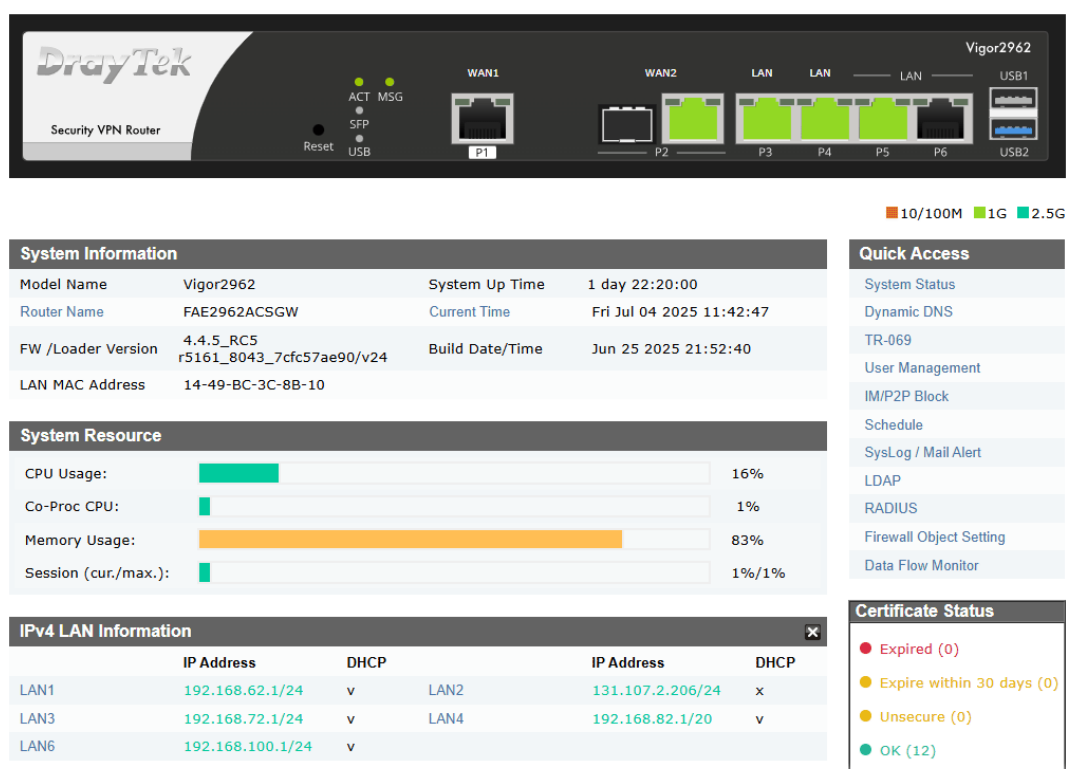 DrayTek
Security VPN Router
Reset
ACT MSG
SFP
USB
WAN1
P1
WAN2
P2
LAN
P3
LAN
P4
LAN
P5
P6
Vigor2962
USB1
USB2
10/100M 1G 2.5G
System Information
Model Name Vigor2962 System Up Time 1 day 22:20:00
Router Name FAE2962ACSGW Current Time Fri Jul 04 2025 11:42:47
FW /Loader Version 4.4.5_RC5
r5161_8043_7cfc57ae90/v24 Build Date/Time Jun 25 2025 21:52:40
LAN MAC Address 14-49-BC-3C-8B-10
System Resource
CPU Usage: 16%
Co-Proc CPU: 1%
Memory Usage: 83%
Session (cur./max.): 1%/1%
IPv4 LAN Information
IP Address DHCP IP Address DHCP
LAN1 192.168.62.1/24 v LAN2 131.107.2.206/24 x
LAN3 192.168.72.1/24 v LAN4 192.168.82.1/20 v
LAN6 192.168.100.1/24 v
Quick Access
System Status
Dynamic DNS
TR-069
User Management
IM/P2P Block
Schedule
SysLog / Mail Alert
LDAP
RADIUS
Firewall Object Setting
Data Flow Monitor
Certificate Status
Expired (0)
Expire within 30 days (0)
Unsecure (0)
OK (12)